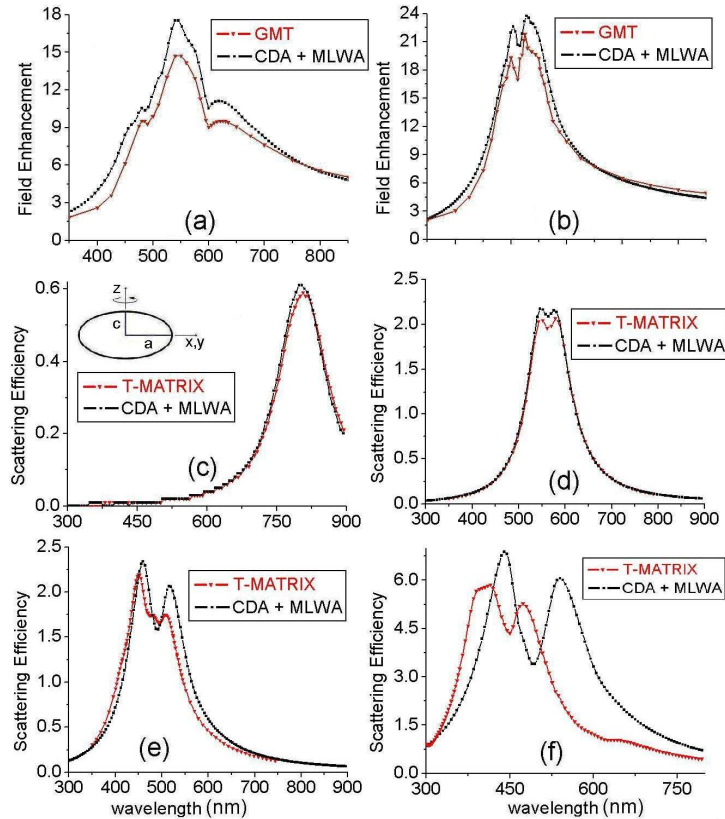 GMT
CDA + MLWA
Field Enhancement
18
15
12
9
6
3
0
400 500 600 700 800
(a)
GMT
CDA + MLWA
Field Enhancement
24
21
18
15
12
9
6
3
0
(b)
z
c
a
x,y
T-MATRIX
CDA + MLWA
Scattering Efficiency
0.6
0.4
0.2
0.0
300 400 500 600 700 800 900
(c)
T-MATRIX
CDA + MLWA
Scattering Efficiency
2.5
2.0
1.5
1.0
0.5
0.0
300 400 500 600 700 800 900
(d)
T-MATRIX
CDA + MLWA
Scattering Efficiency
2.5
2.0
1.5
1.0
0.5
0.0
300 400 500 600 700 800 900
wavelength (nm)
(e)
T-MATRIX
CDA + MLWA
Scattering Efficiency
6.0
4.5
3.0
1.5
0.0
300 450 600 750
wavelength (nm)
(f)